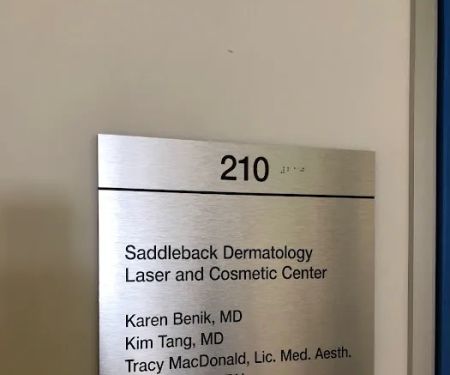 210
Saddleback Dermatology
Laser and Cosmetic Center
Karen Benik, MD
Kim Tang, MD
Tracy MacDonald, Lic. Med. Aesth.